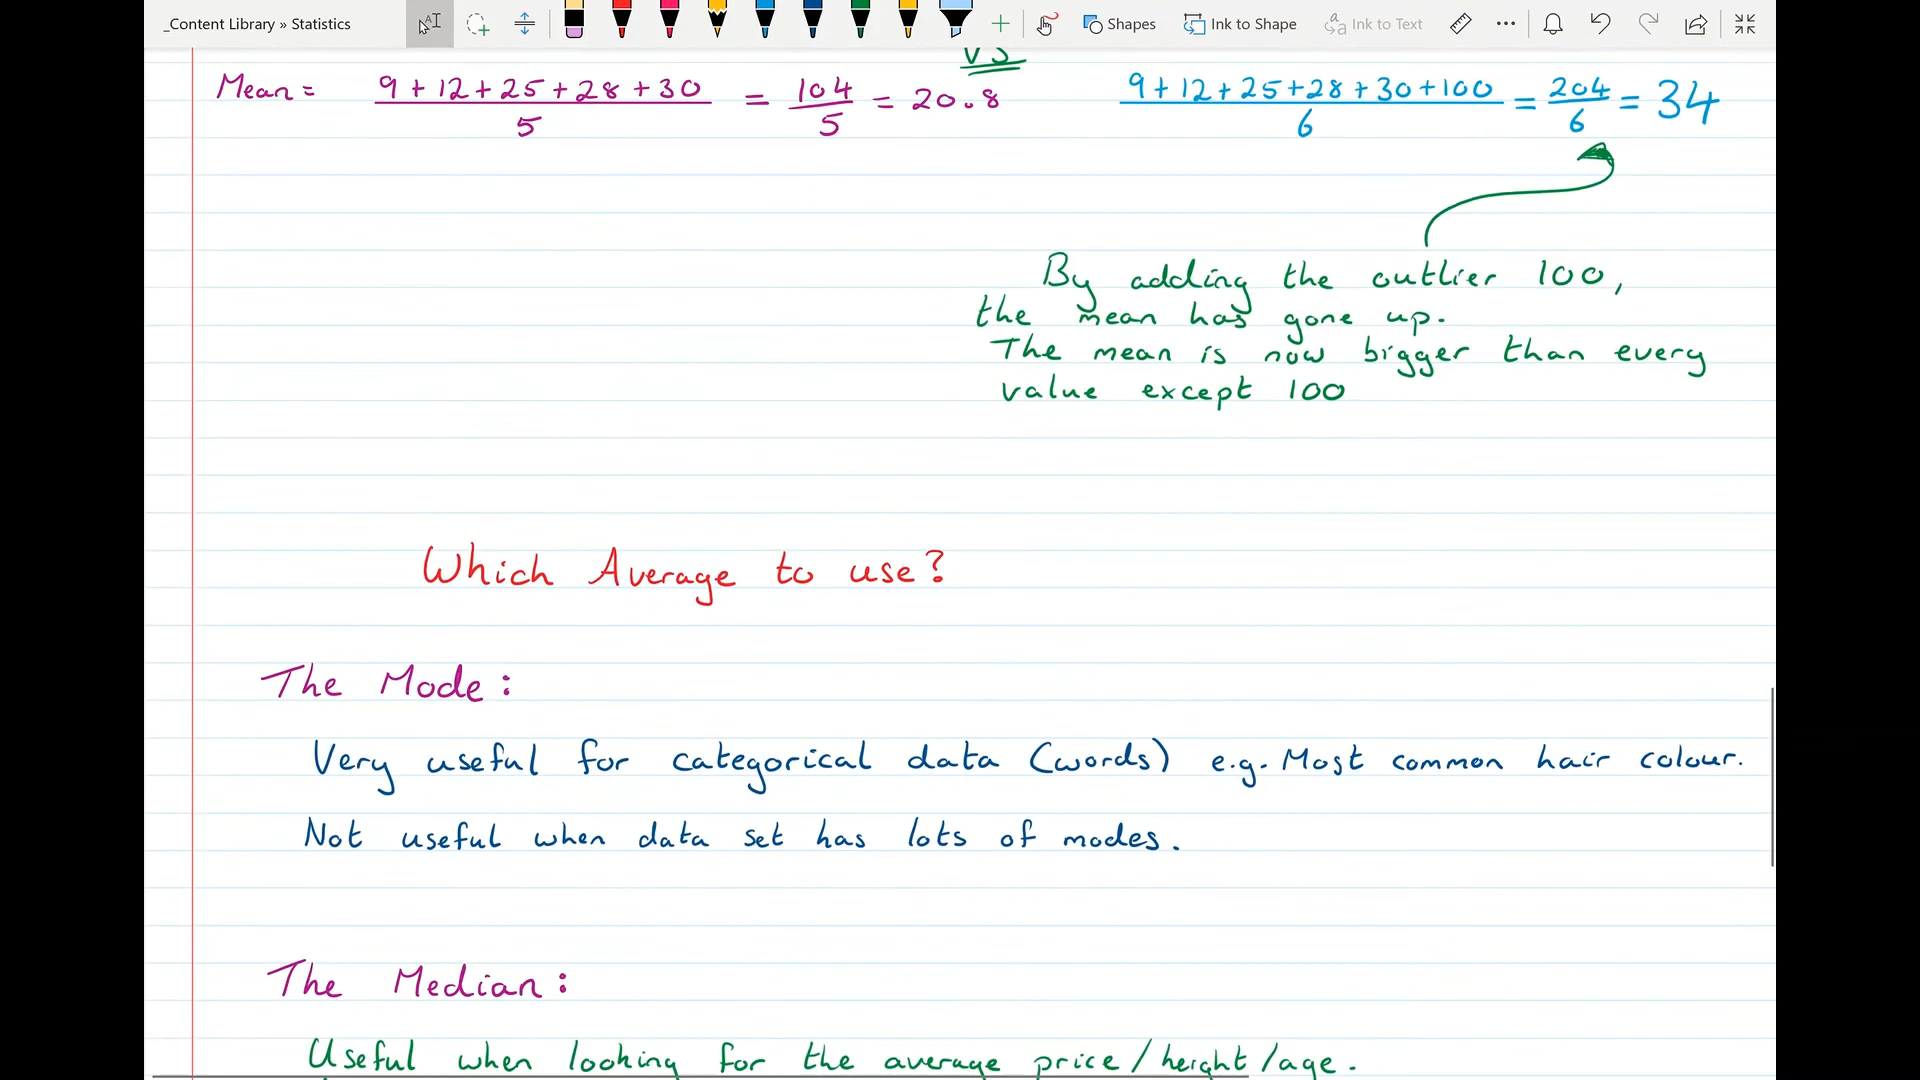 _Content Library » Statistics
Shapes
Ink to Shape
Ink to Text
vs
Mean = 9+12+25+28+30 / 5 = 104 / 5 = 20.8
9+12+25+28+30+100 / 6 = 204 / 6 = 34
By adding the outlier 100,
the mean has gone up.
The mean is now bigger than every
value except 100
Which Average to use?
The Mode:
Very useful for categorical data (words) e.g. Most common hair colour.
Not useful when data set has lots of modes.
The Median:
Useful when looking for the average price/height/age.